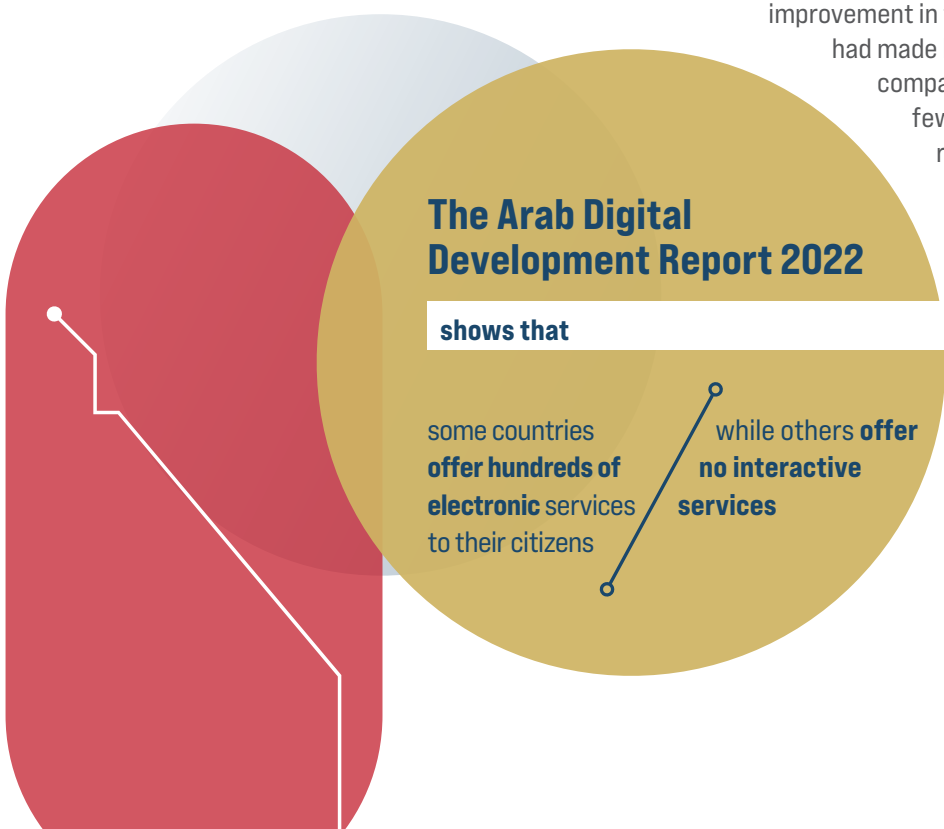 improvement in
had made
The Arab Digital
Development Report 2022
shows that
some countries
offer hundreds of
electronic services
to their citizens
while others offer
no interactive
services